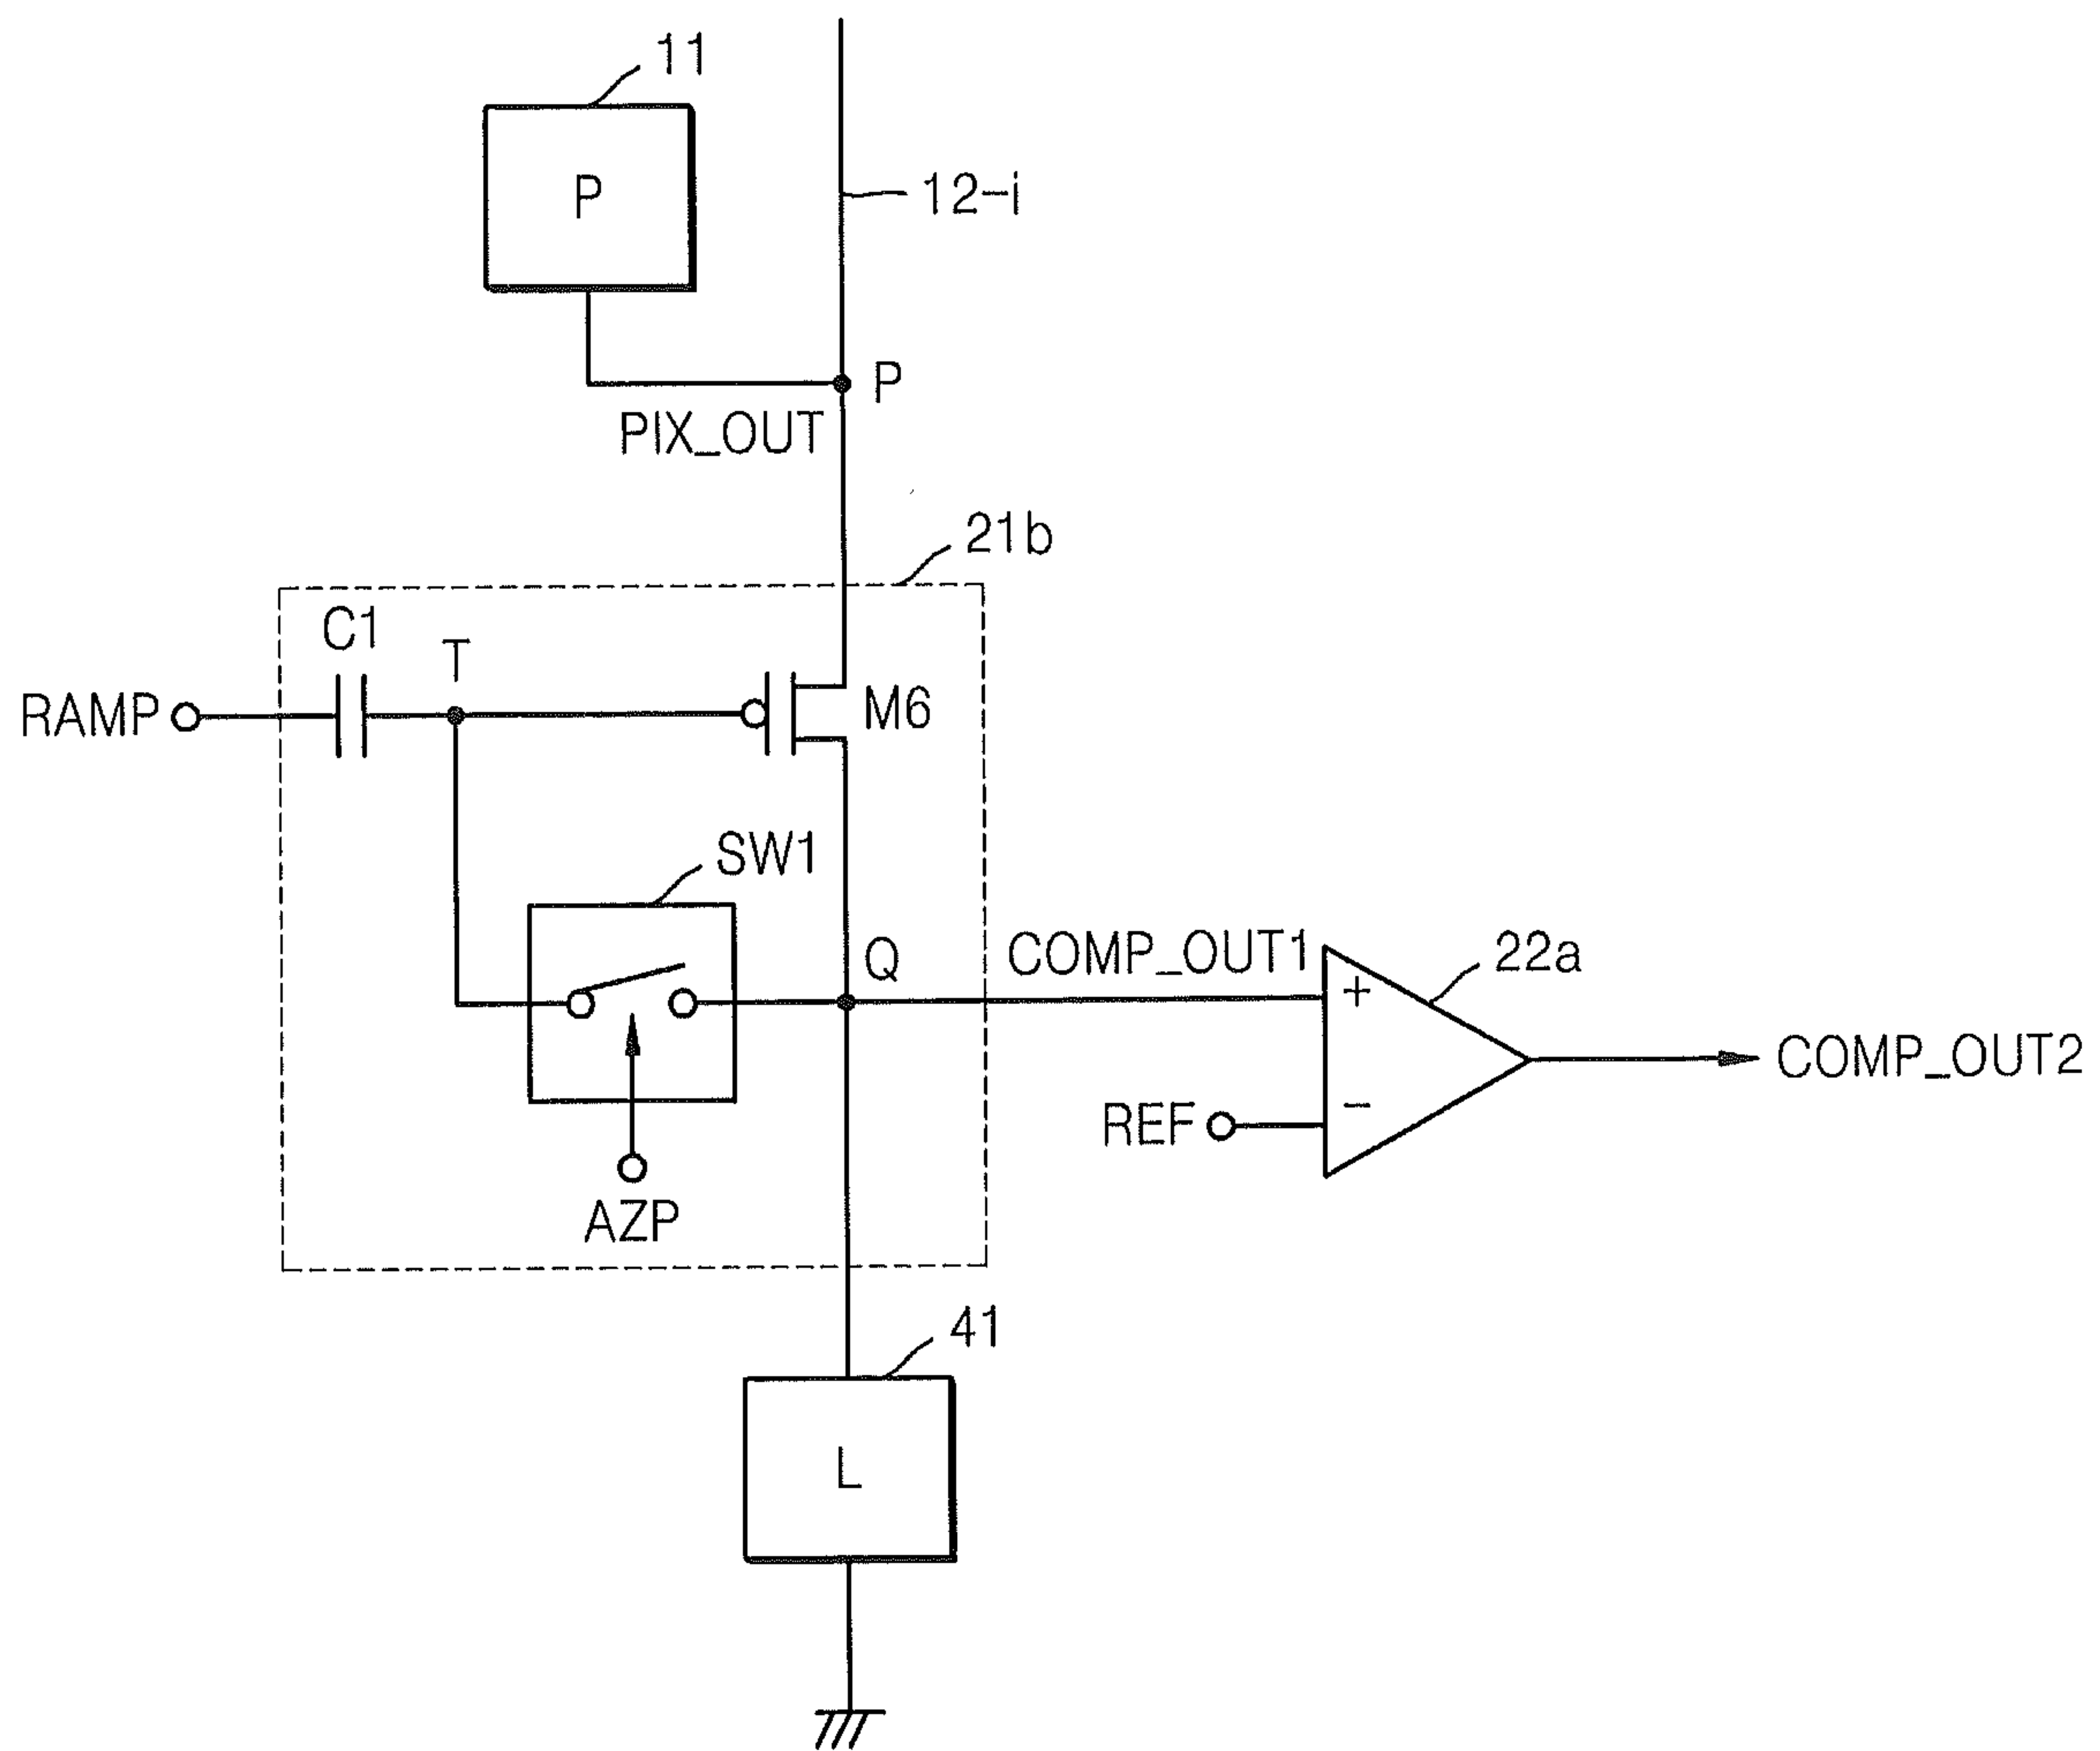 11
P
12-i
P
PIX_OUT
21b
C1
T
RAMP
M6
SW1
Q
COMP_OUT1
22a
+
COMP_OUT2
−
REF
AZP
41
L